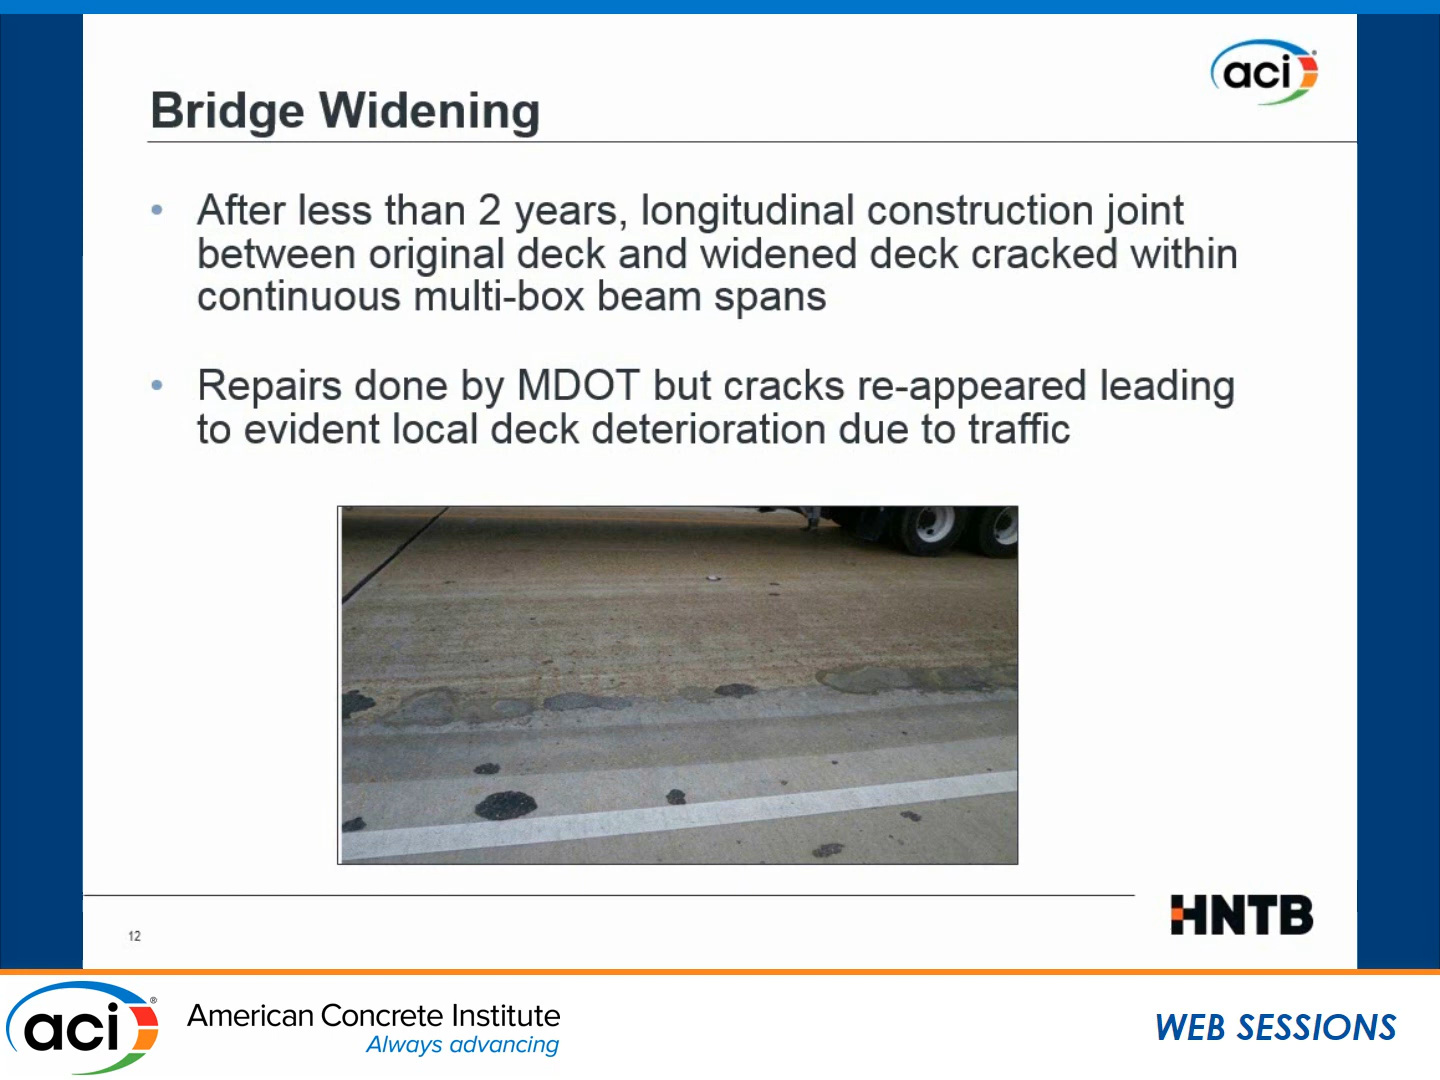 aci
Bridge Widening
• After less than 2 years, longitudinal construction joint
between original deck and widened deck cracked within
continuous multi-box beam spans
• Repairs done by MDOT but cracks re-appeared leading
to evident local deck deterioration due to traffic
12
HNTB
aci®
American Concrete Institute
Always advancing
WEB SESSIONS